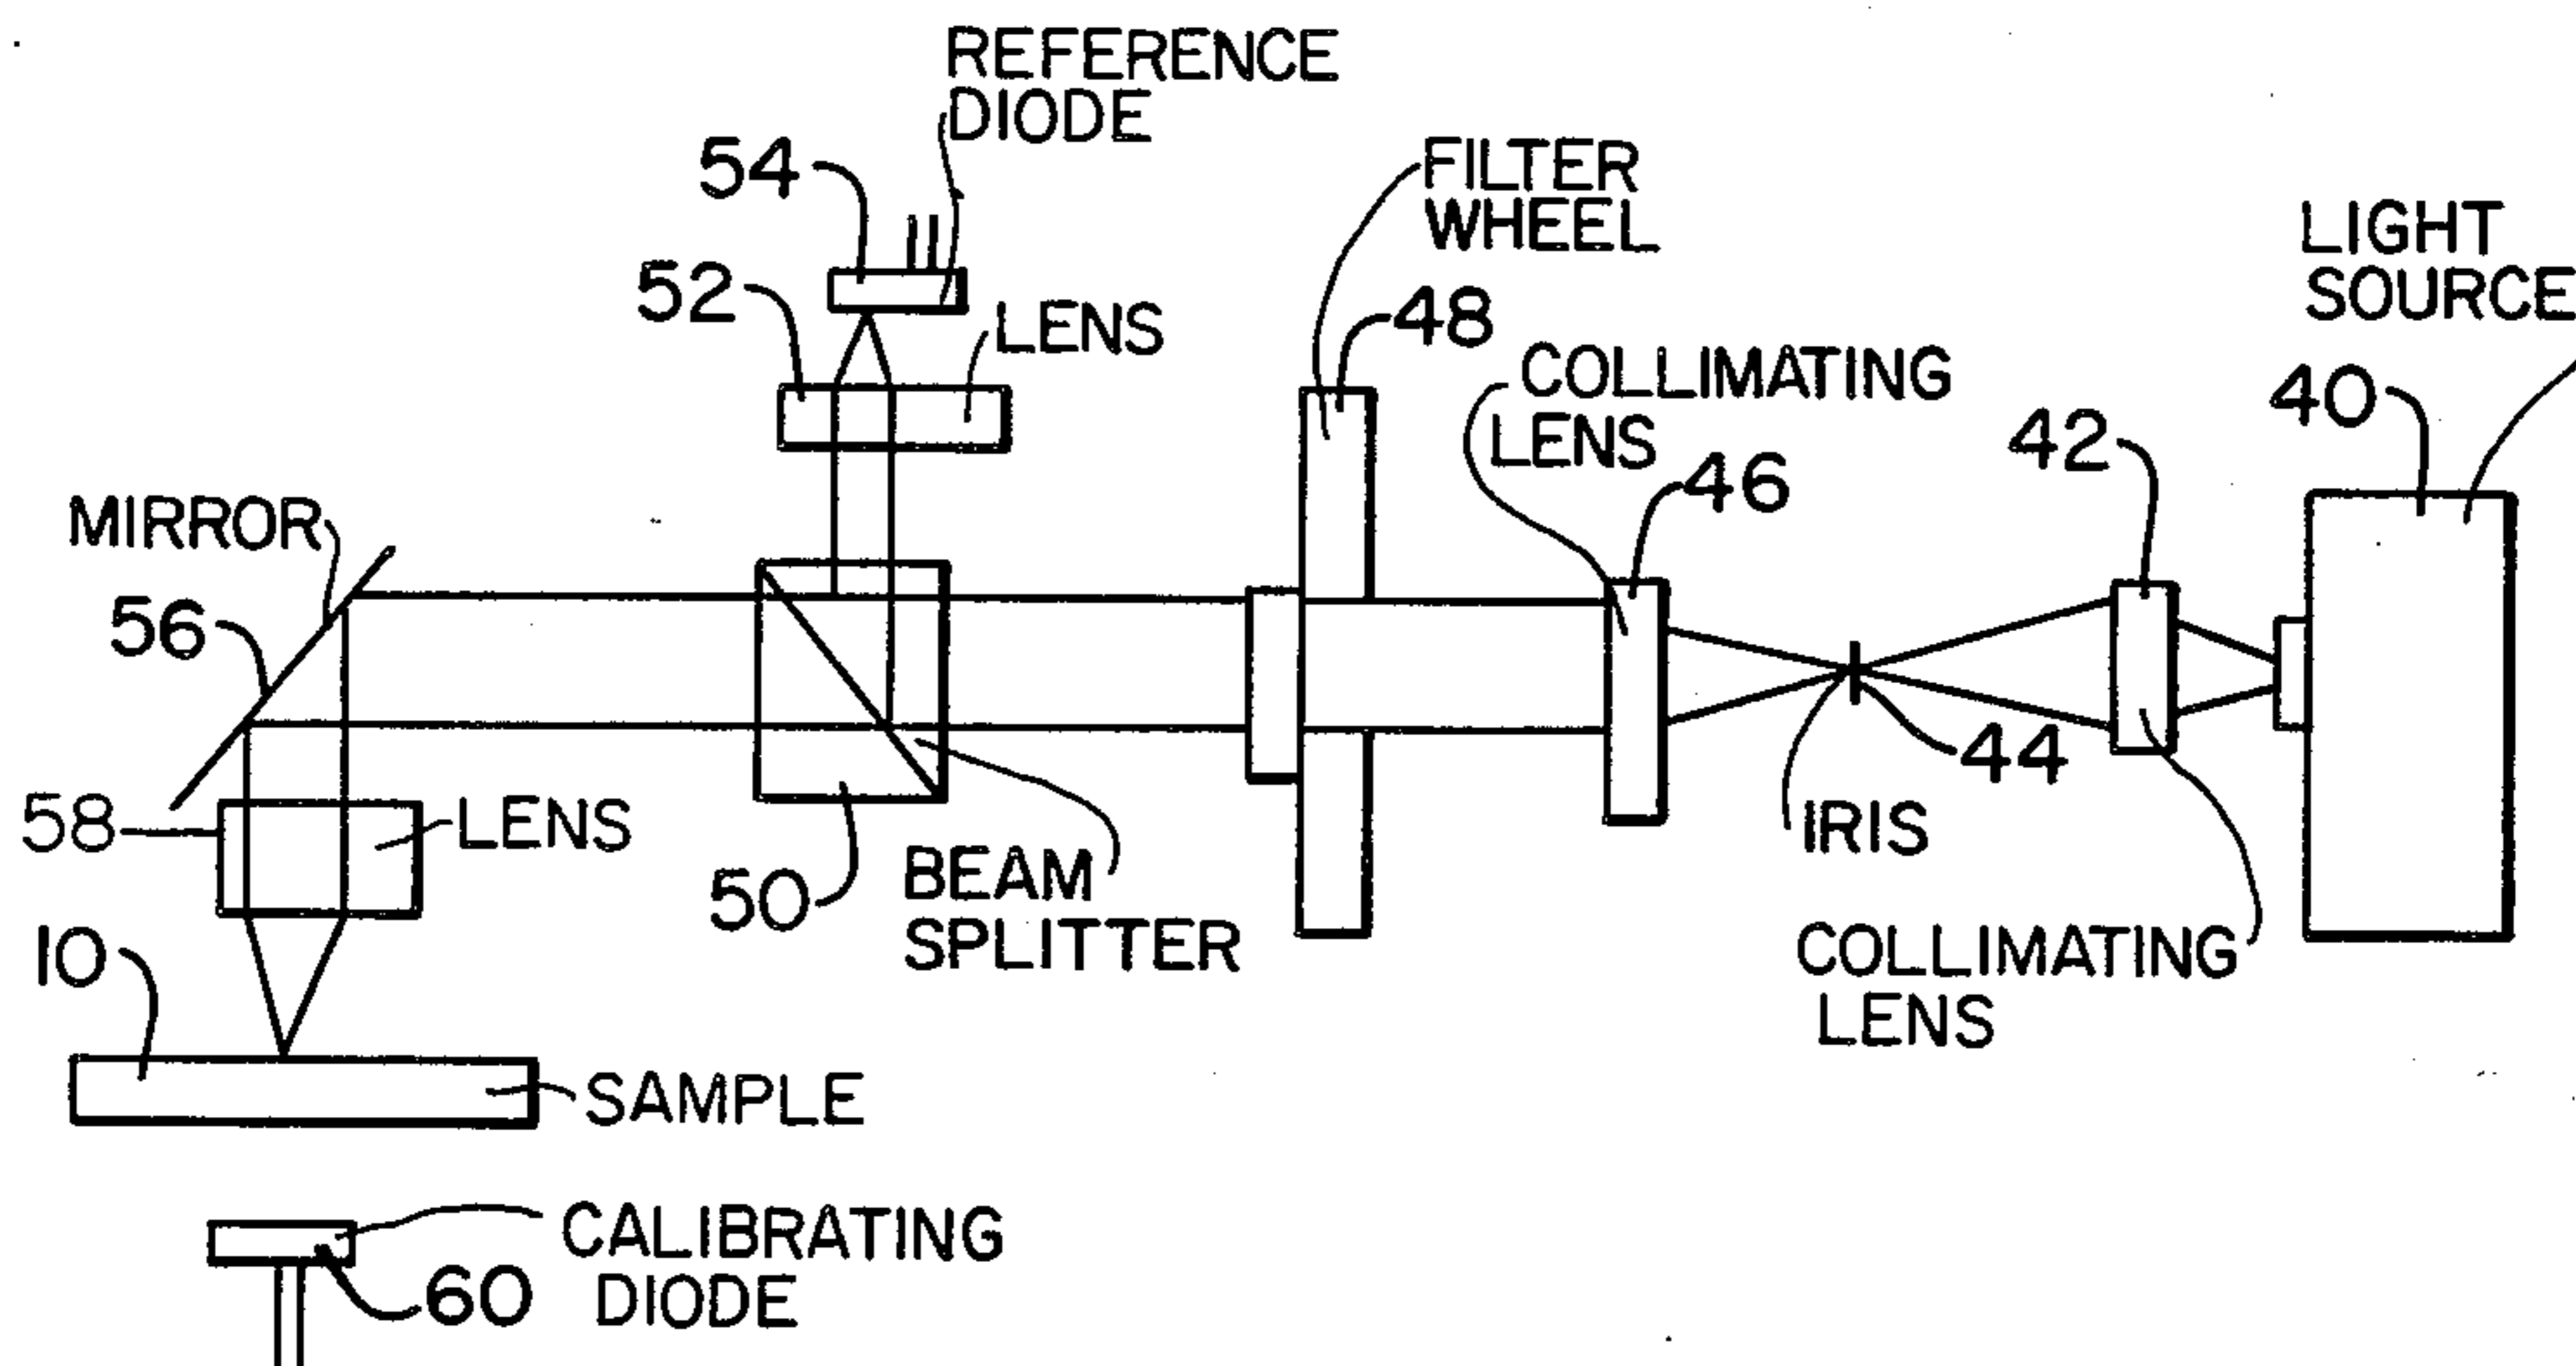 REFERENCE
DIODE
54
52
LENS
FILTER
WHEEL
48
COLLIMATING
LENS
46
LIGHT
SOURCE
40
42
MIRROR
56
58
LENS
50
BEAM
SPLITTER
44
IRIS
COLLIMATING
LENS
10
SAMPLE
CALIBRATING
DIODE
60